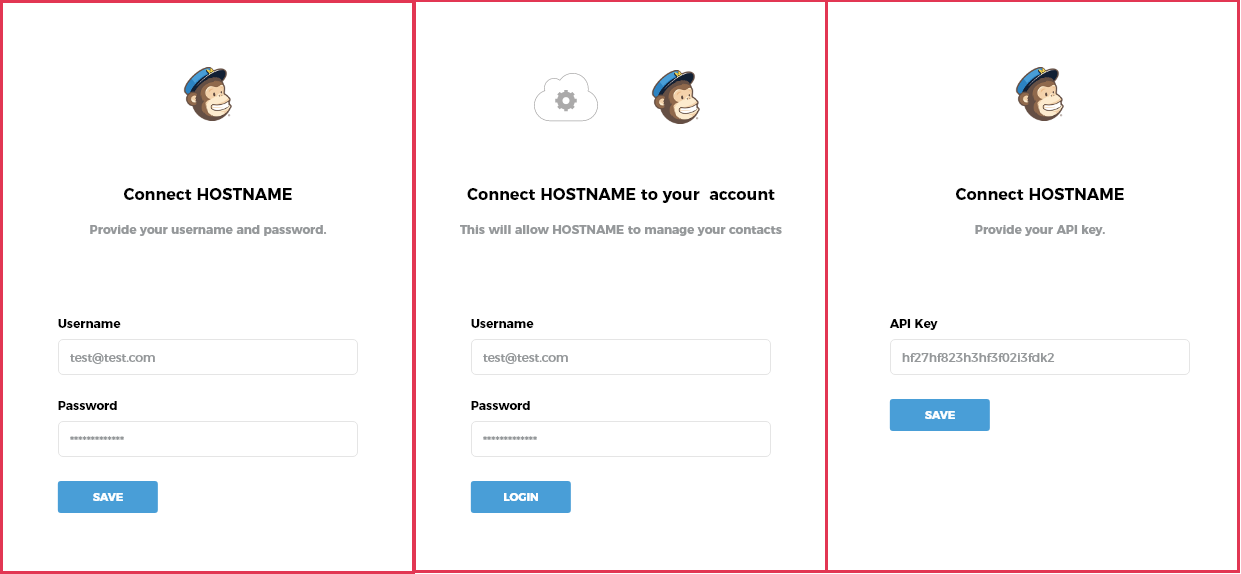 Connect HOSTNAME
Provide your username and password.
Username
test@test.com
Password
*************
SAVE
Connect HOSTNAME to your  account
This will allow HOSTNAME to manage your contacts
Username
test@test.com
Password
*************
LOGIN
Connect HOSTNAME
Provide your API key.
API Key
hf27hf823h3hf3f02i3fdk2
SAVE